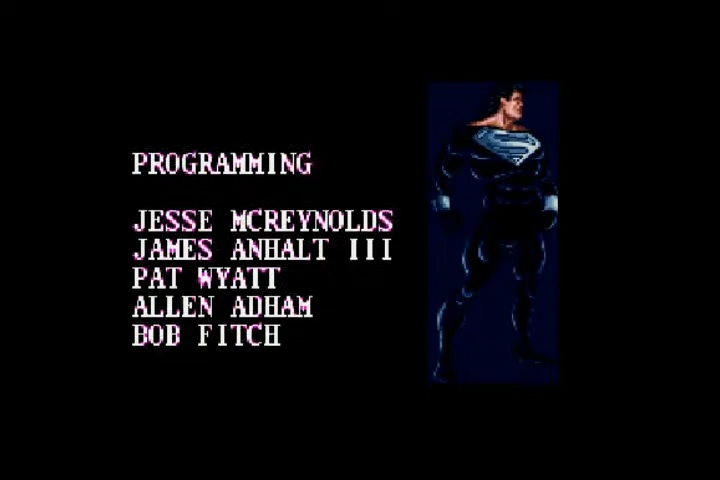 PROGRAMMING
JESSE MCREYNOLDS
JAMES ANHALT III
PAT WYATT
ALLEN ADHAM
BOB FITCH